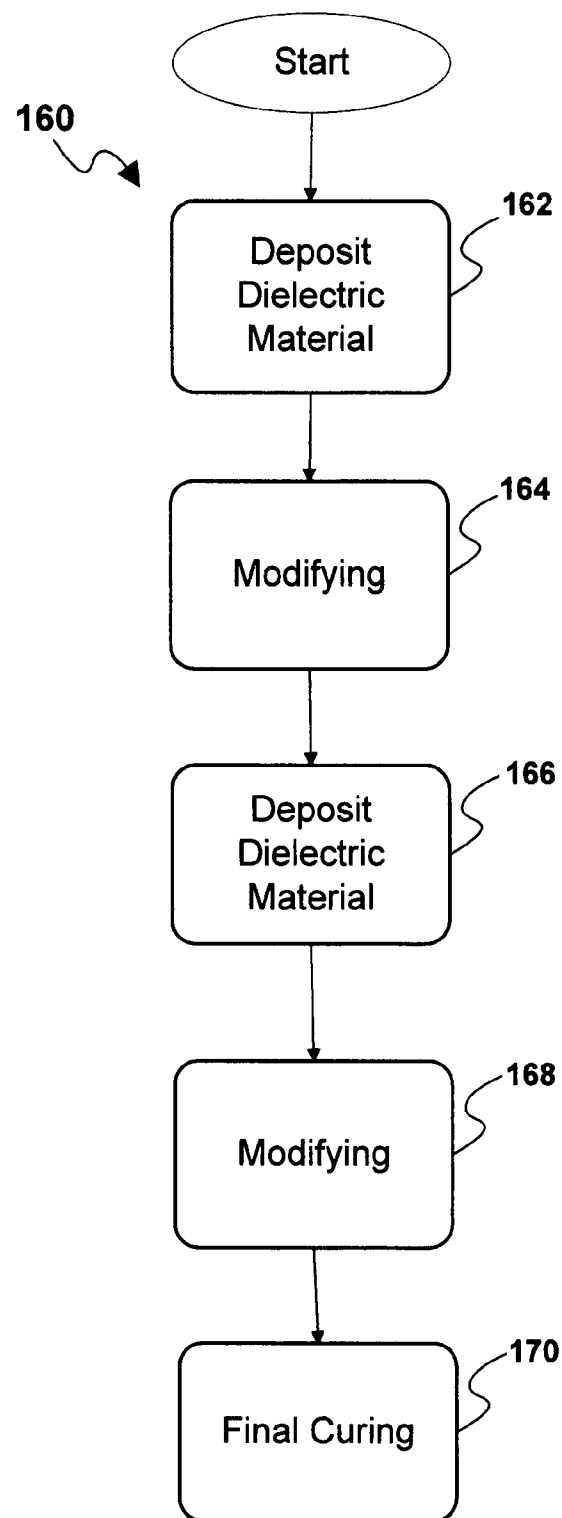 Start
160
162
Deposit
Dielectric
Material
164
Modifying
166
Deposit
Dielectric
Material
168
Modifying
170
Final Curing